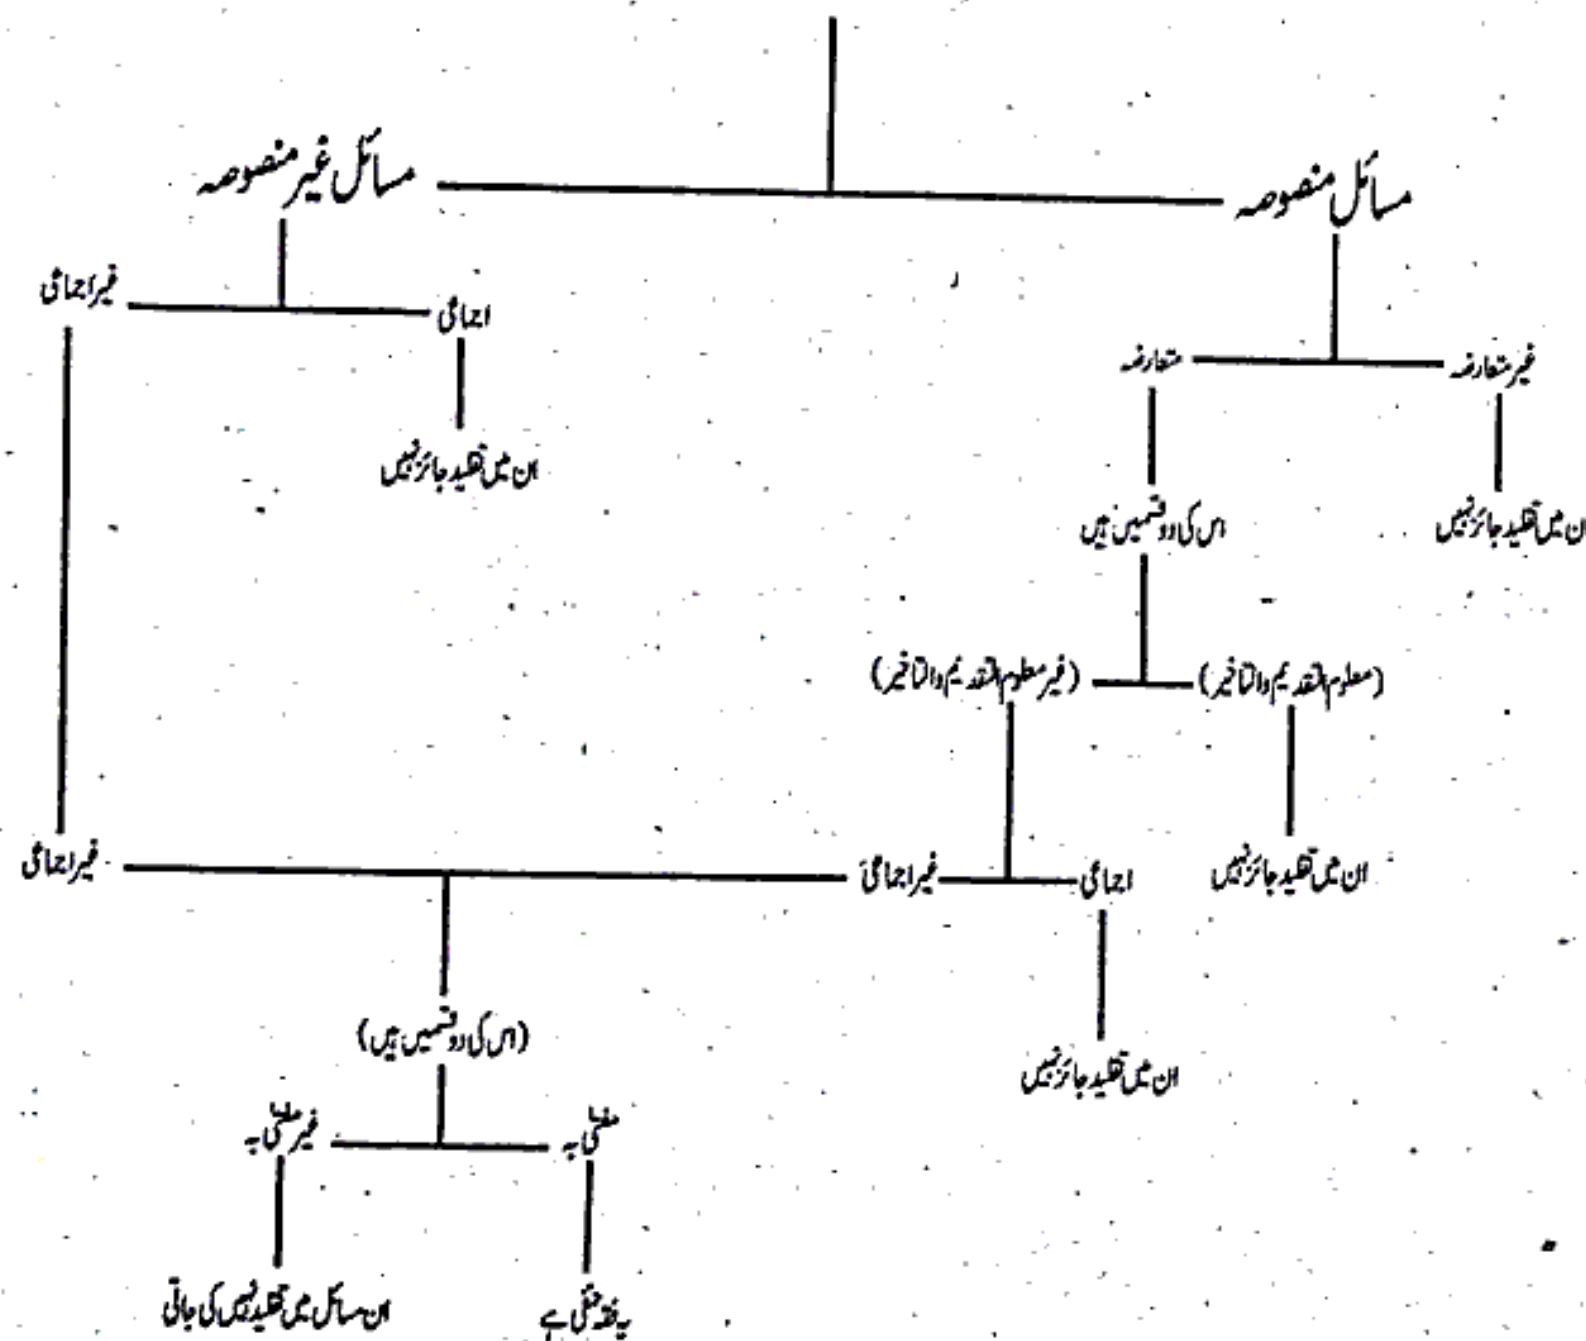 مسائل منصوصہ
مسائل غیر منصوصہ
غیر اجماعی
اجماعی
غیر متعارضہ
متعارضہ
ان میں تقلید جائز نہیں
ان میں تقلید جائز نہیں
اس کی دو قسمیں ہیں
(معلوم التقدیم والتاخیر)
(غیر معلوم التقدیم والتاخیر)
ان میں تقلید جائز نہیں
اجماعی
غیر اجماعی
غیر اجماعی
ان میں تقلید جائز نہیں
(اس کی دو قسمیں ہیں)
مفتیٰ بہ
غیر مفتیٰ بہ
یہ فقہ حنفی ہے
ان مسائل میں تقلید نہیں کی جاتی